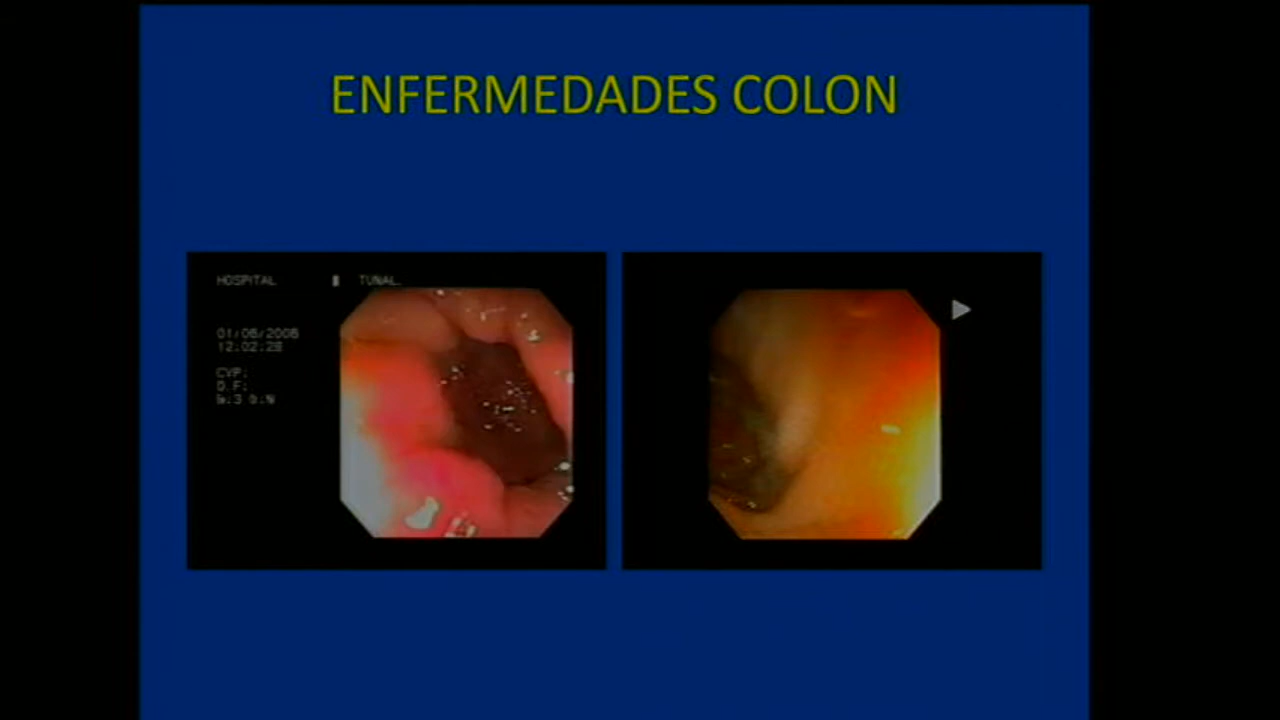 ENFERMEDADES COLON
HOSPITAL TUNAL
01/06/2006
12:02:28
CVP:
D.F: